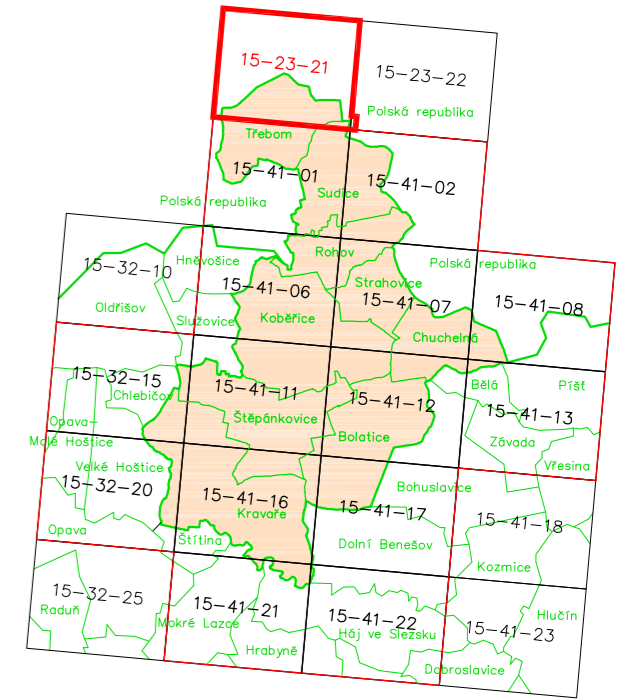 15-23-21
15-23-22
Polská republika
Třebom
15-41-01
15-41-02
Sudice
Polská republika
Rohov
Hněvošice
Polská republika
15-32-10
15-41-06
Strahovice
15-41-07
15-41-08
Oldřišov
Služovice
Koběřice
Chuchelná
15-32-15
15-41-11
Bělá
Píšť
Chlebičov
15-41-12
15-41-13
Opava-
Štěpánkovice
Malé Hoštice
Bolatice
Závada
Velké Hoštice
Vřesina
15-32-20
15-41-16
Bohuslavice
Kravaře
15-41-17
15-41-18
Opava
Štítina
Dolní Benešov
Kozmice
15-32-25
Raduň
15-41-21
15-41-22
Hlučín
Mokré Lazce
Háj ve Slezsku
15-41-23
Hrabyně
Dobroslavice